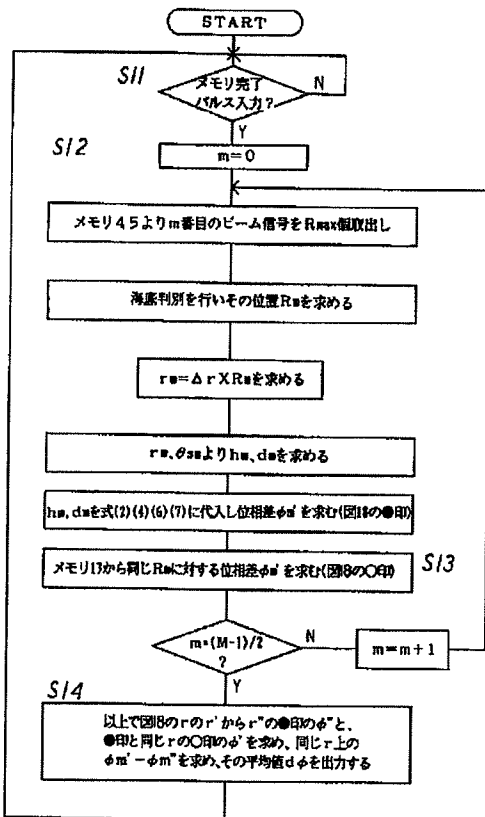 START
S11
メモリ完了
パルス入力?
N
Y
S12
m=0
メモリ45よりm番目のビーム信号をRmax個取出し
海底判別を行いその位置Rmを求める
rm=Δr×Rmを求める
rm、θsmよりhm、dmを求める
hm、dmを式(2)(4)(6)(7)に代入し位相差φm'を求む(図18の●印)
メモリ13から同じRmに対する位相差φm'を求む(図18の○印)
S13
m=(M-1)/2
?
N
m=m+1
Y
S14
以上で図18のrのr'からr"の●印のφ"と、
●印と同じrの○印のφ'を求め、同じr上の
φm'-φm"を求め、その平均値dφを出力する